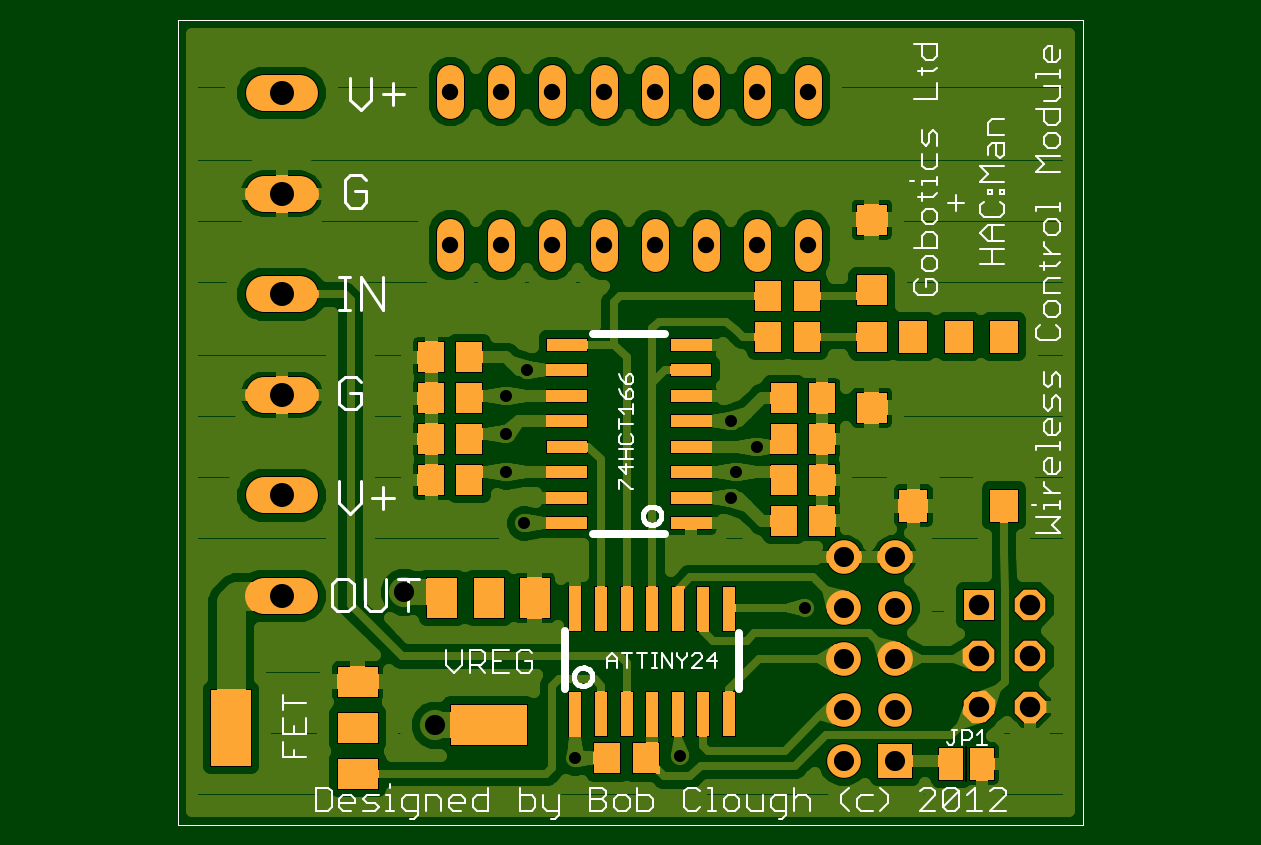 V+
G
IN
G
V+
OUT
Gobotics Ltd
+
HAC:Man
Wireless Control Module
74HCT166
VREG
ATTINY24
FET
JP1
Designed by Bob Clough (c) 2012